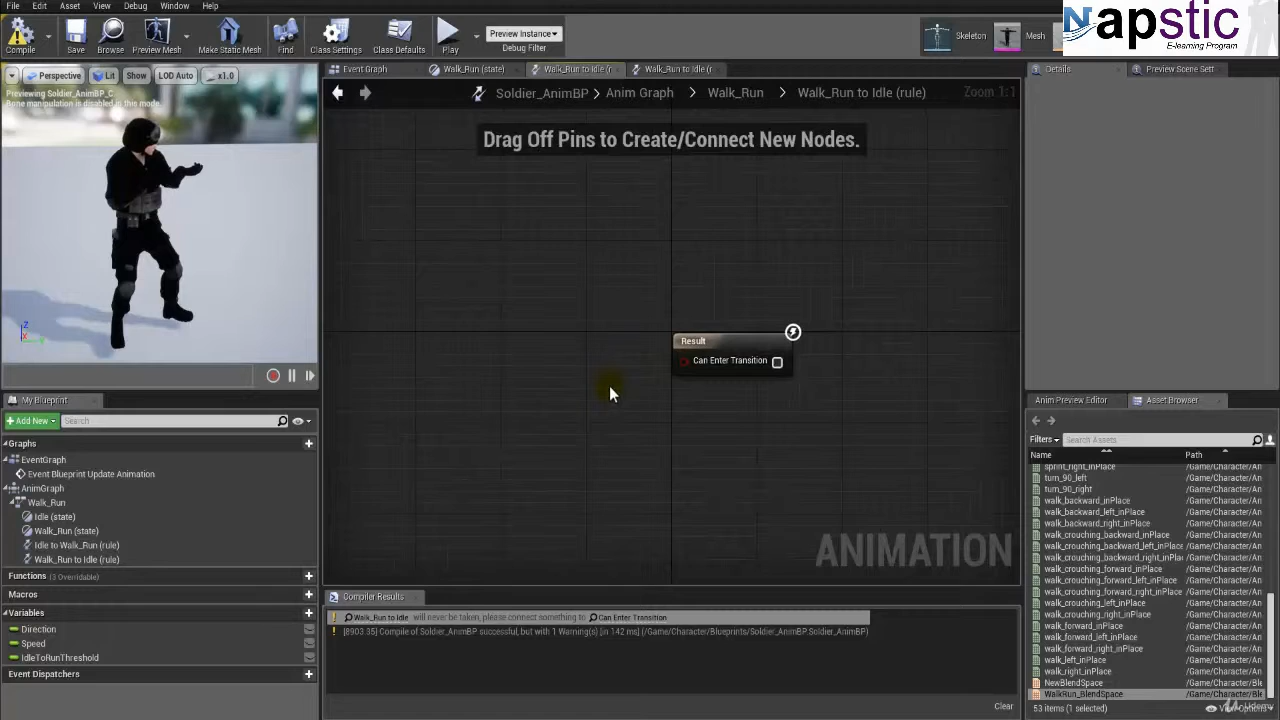 File Edit Asset View Debug Window Help
Napstic
E-learning Program
Compile Save Browse Preview Mesh Make Static Mesh Find Class Settings Class Defaults Play
Preview Instance
Debug Filter
Skeleton Mesh
Perspective Lit Show LOD Auto x1.0
Previewing Soldier_AnimBP_C.
Bone manipulation is disabled in this mode.
Event Graph Walk_Run (state) Walk_Run to Idle (r Walk_Run to Idle (r
Soldier_AnimBP > Anim Graph > Walk_Run > Walk_Run to Idle (rule)
Zoom 1:1
Drag Off Pins to Create/Connect New Nodes.
Result
Can Enter Transition
ANIMATION
My Blueprint
+Add New Search
Graphs
EventGraph
Event Blueprint Update Animation
AnimGraph
Walk_Run
Idle (state)
Walk_Run (state)
Idle to Walk_Run (rule)
Walk_Run to Idle (rule)
Functions (3 Overridable)
Macros
Variables
Direction
Speed
IdleToRunThreshold
Event Dispatchers
Compiler Results
Walk_Run to Idle will never be taken, please connect something to Can Enter Transition
[8903.35] Compile of Soldier_AnimBP successful, but with 1 Warning(s) [in 142 ms] (/Game/Character/Blueprints/Soldier_AnimBP.Soldier_AnimBP)
Clear
Details Preview Scene Sett
Anim Preview Editor Asset Browser
Filters Search Assets
Name Path
sprint_right_inPlace /Game/Character/An
turn_90_left /Game/Character/An
turn_90_right /Game/Character/An
walk_backward_inPlace /Game/Character/An
walk_backward_left_inPlace /Game/Character/An
walk_backward_right_inPlace /Game/Character/An
walk_crouching_backward_inPlace /Game/Character/An
walk_crouching_backward_left_inPlace /Game/Character/An
walk_crouching_backward_right_inPlac /Game/Character/An
walk_crouching_forward_inPlace /Game/Character/An
walk_crouching_forward_left_inPlace /Game/Character/An
walk_crouching_forward_right_inPlace /Game/Character/An
walk_crouching_left_inPlace /Game/Character/An
walk_crouching_right_inPlace /Game/Character/An
walk_forward_inPlace /Game/Character/An
walk_forward_left_inPlace /Game/Character/An
walk_forward_right_inPlace /Game/Character/An
walk_left_inPlace /Game/Character/An
walk_right_inPlace /Game/Character/An
NewBlendSpace /Game/Character/Ble
WalkRun_BlendSpace /Game/Character/Ble
53 items (1 selected) View Options
Udemy